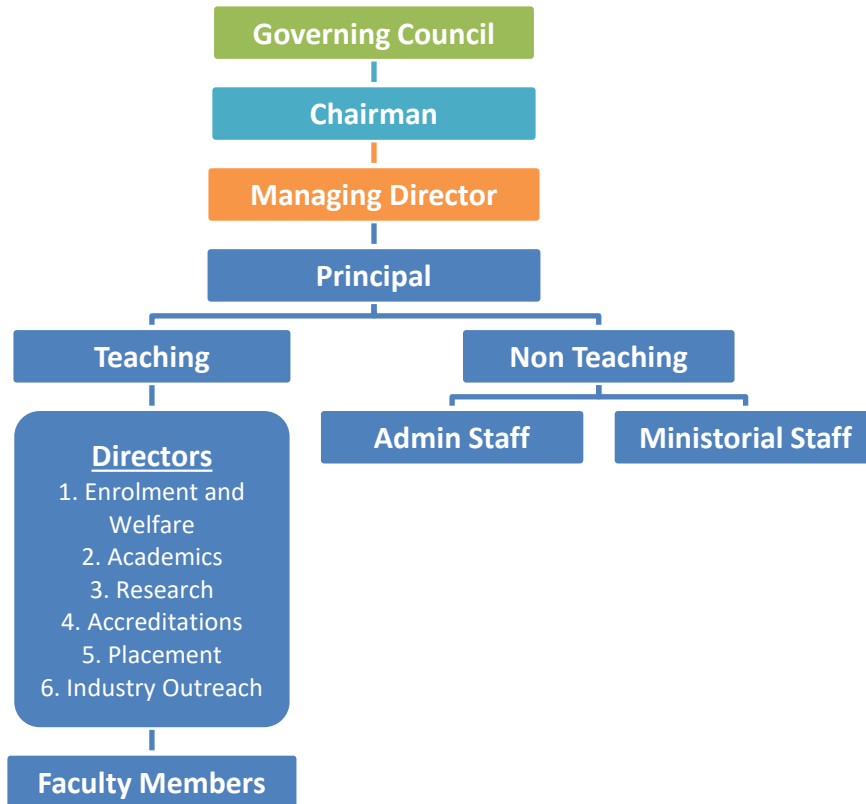 Governing Council
Chairman
Managing Director
Principal
Teaching
Non Teaching
Admin Staff
Ministorial Staff
Directors
1. Enrolment and
Welfare
2. Academics
3. Research
4. Accreditations
5. Placement
6. Industry Outreach
Faculty Members